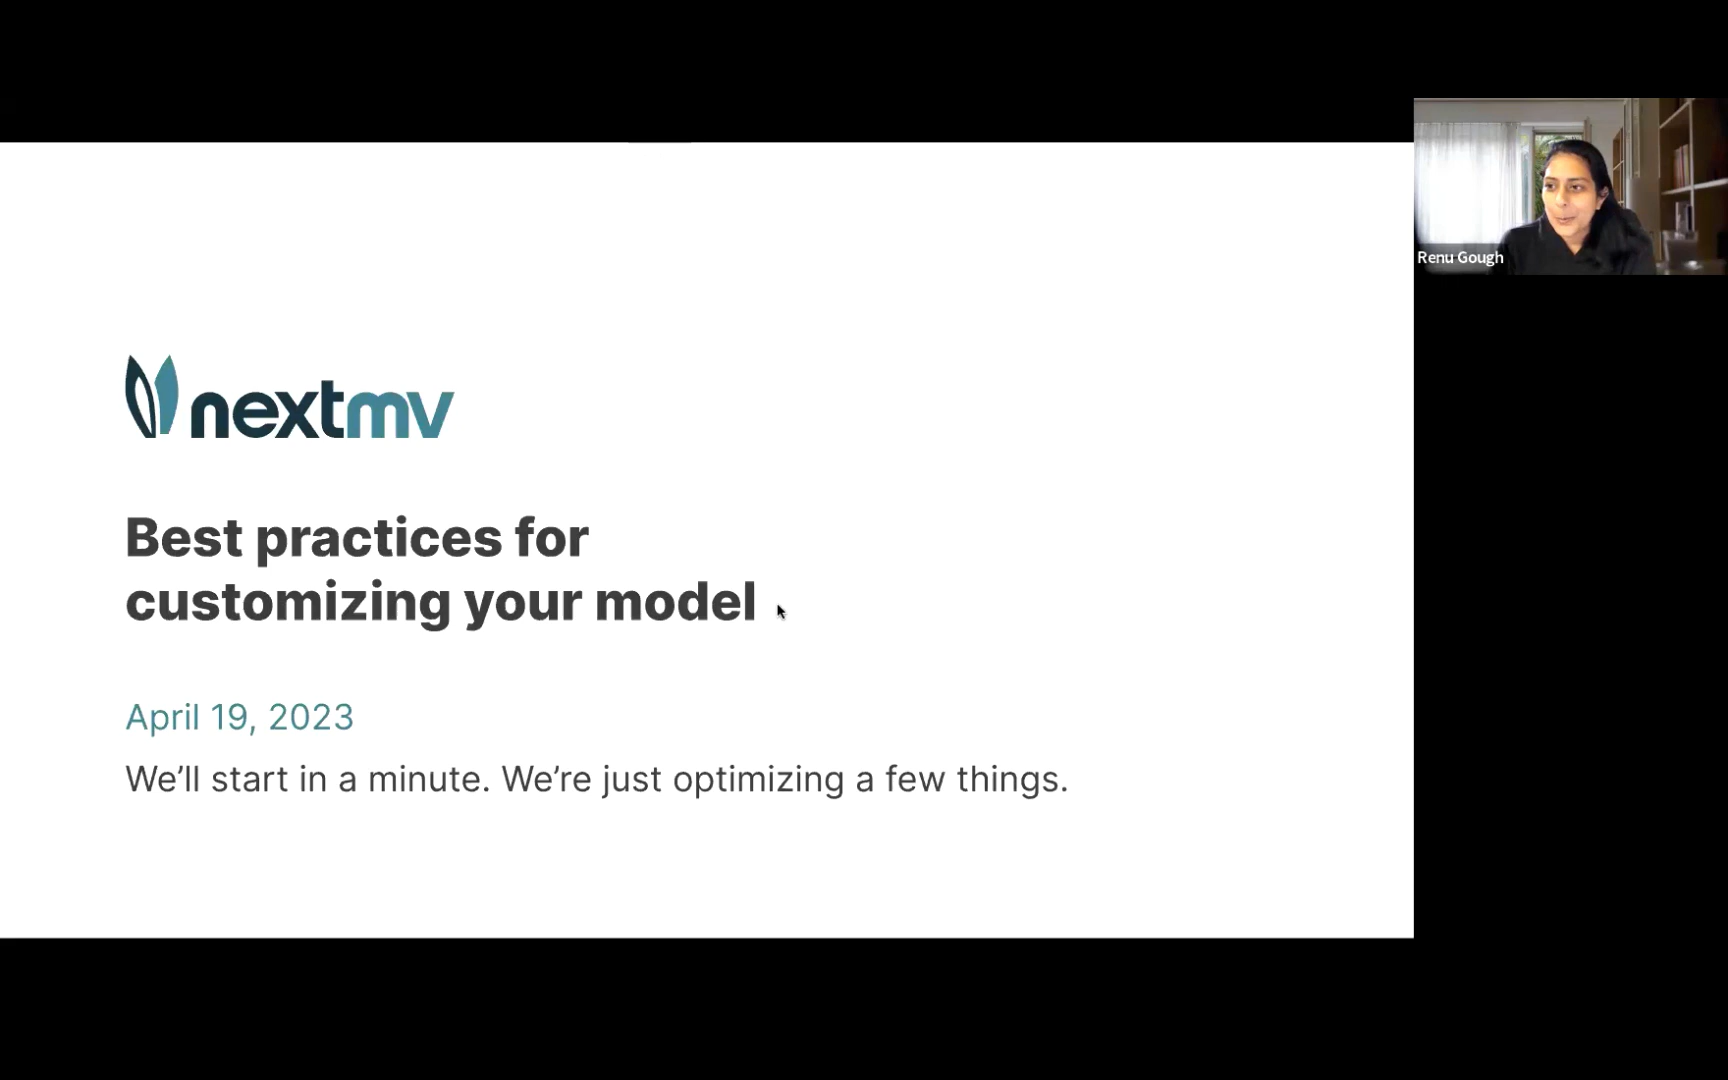 nextmv
Best practices for
customizing your model
April 19, 2023
We’ll start in a minute. We’re just optimizing a few things.
Renu Gough